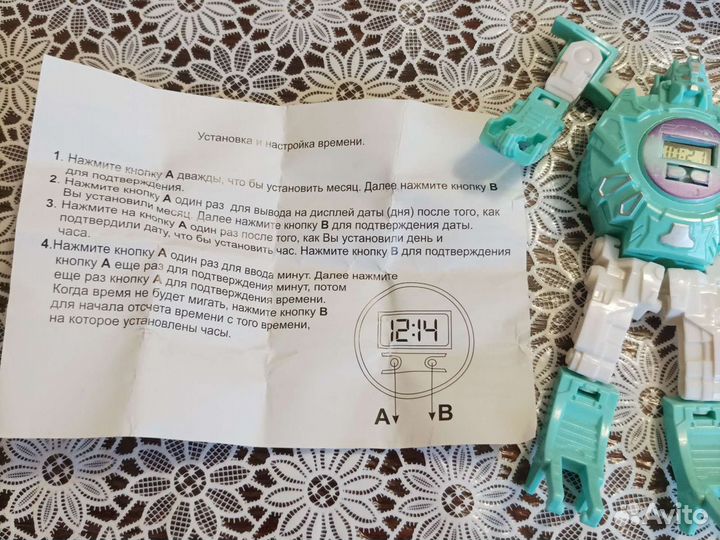 Установка и настройка времени.
1. Нажмите кнопку А дважды, что бы установить месяц. Далее нажмите кнопку В
для подтверждения.
2. Нажмите кнопку А один раз для вывода на дисплей даты (дня) после того, как
Вы установили месяц. Далее нажмите кнопку В для подтверждения даты.
3. Нажмите на кнопку А один раз после того, как Вы установили день и
подтвердили дату, что бы установить час. Нажмите кнопку В для подтверждения
часа.
4.Нажмите кнопку А один раз для ввода минут. Далее нажмите
кнопку А еще раз для подтверждения минут, потом
еще раз кнопку А для подтверждения времени.
Когда время не будет мигать, нажмите кнопку В
для начала отсчета времени с того времени,
на которое установлены часы.
12:14
А В
Avito